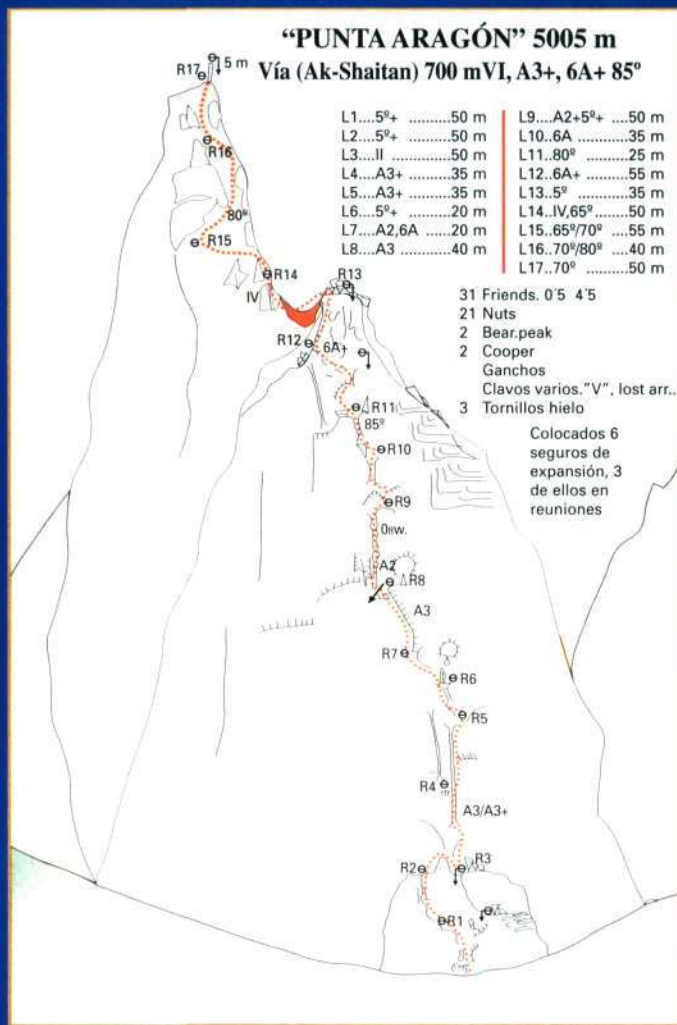 “PUNTA ARAGÓN” 5005 m
Vía (Ak-Shaitan) 700 mVI, A3+, 6A+ 85º
L1....5º+ ...........50 m
L2....5º+ ...........50 m
L3....II ..............50 m
L4....A3+ ..........35 m
L5....A3+ ..........35 m
L6....5º+ ...........20 m
L7....A2,6A ......20 m
L8....A3 ............40 m
L9....A2+5º+ ....50 m
L10..6A ............35 m
L11..80º ............25 m
L12..6A+ ..........55 m
L13..5º ..............35 m
L14..IV,65º .......50 m
L15..65º/70º ......55 m
L16..70º/80º .....40 m
L17..70º ............50 m
31 Friends. 0'5 4'5
21 Nuts
2 Bear.peak
2 Cooper
Ganchos
Clavos varios."V", lost arr..
3 Tornillos hielo
Colocados 6
seguros de
expansión, 3
de ellos en
reuniones
R17
5 m
R16
80º
R15
R14
R13
IV
R12
6A+
R11
85º
R10
R9
0ffw.
A2
R8
A3
R7
R6
R5
R4
A3/A3+
R2
R3
R1